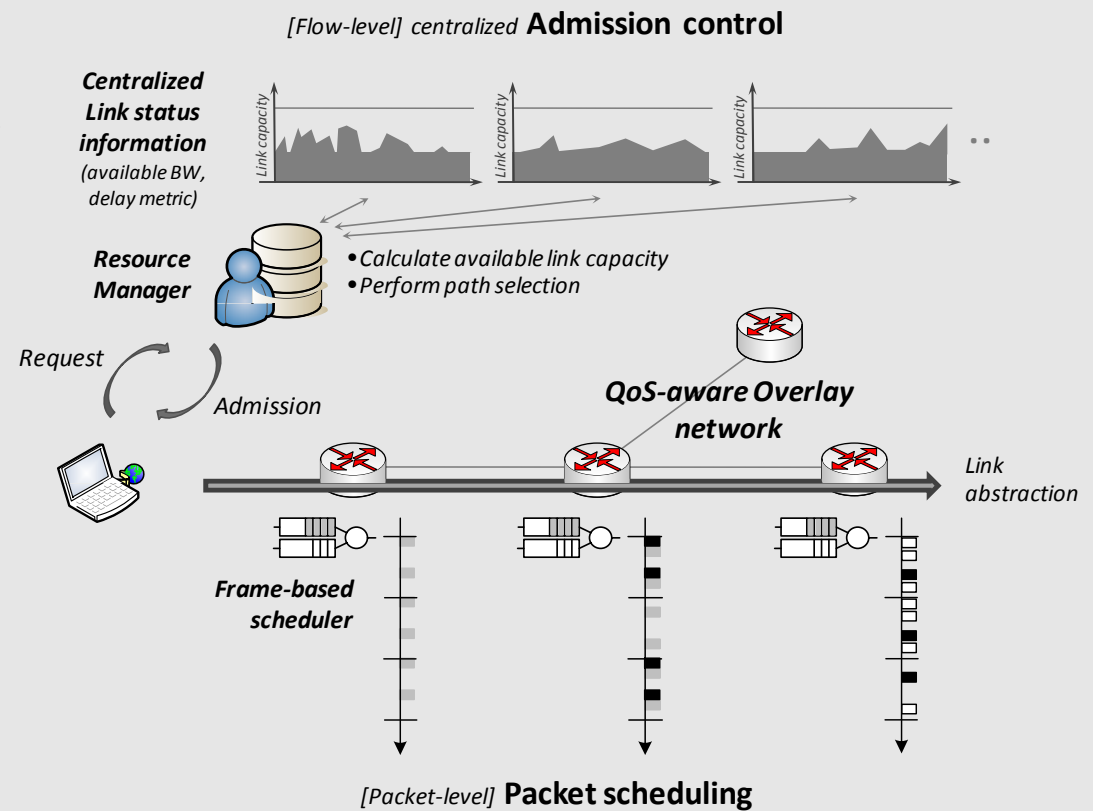 [Flow-level] centralized Admission control
Centralized
Link status
information
(available BW,
delay metric)
Link capacity
Link capacity
Link capacity
..
Resource
Manager
•Calculate available link capacity
•Perform path selection
Request
Admission
QoS-aware Overlay
network
Link
abstraction
Frame-based
scheduler
[Packet-level] Packet scheduling